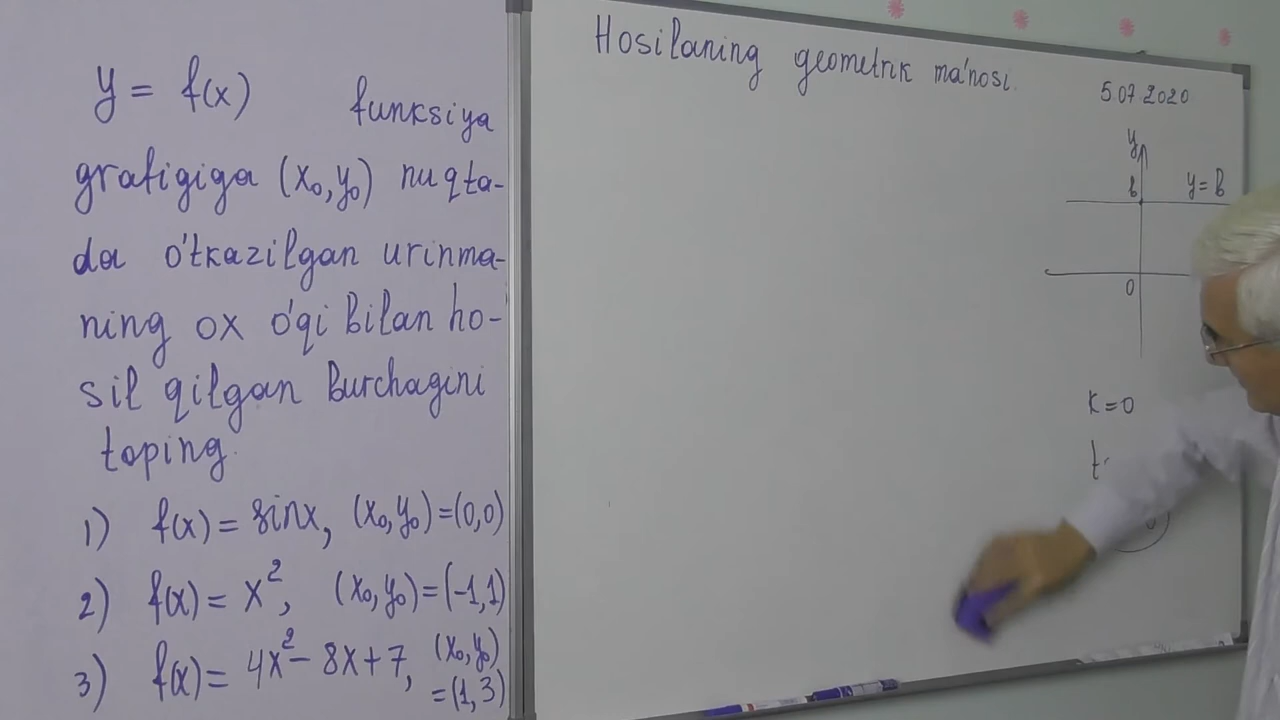 y = f(x) funksiya
grafigiga (x₀,y₀) nuqta-
da o'tkazilgan urinma-
ning ox o'qi bilan ho-
sil qilgan burchagini
toping.
1) f(x) = sinx, (x₀,y₀)=(0,0)
2) f(x) = x², (x₀,y₀)=(-1,1)
3) f(x) = 4x² - 8x + 7, (x₀,y₀)
=(1,3)
Hosilaning geometrik ma'nosi.
5.07.2020
y
b y = b
0
k = 0